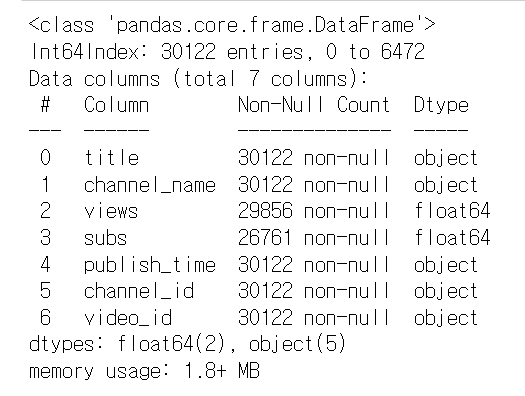 <class 'pandas.core.frame.DataFrame'>
Int64Index: 30122 entries, 0 to 6472
Data columns (total 7 columns):
 #   Column        Non-Null Count  Dtype
---  ------        --------------  -----
 0   title         30122 non-null  object
 1   channel_name  30122 non-null  object
 2   views         29856 non-null  float64
 3   subs          26761 non-null  float64
 4   publish_time  30122 non-null  object
 5   channel_id    30122 non-null  object
 6   video_id      30122 non-null  object
dtypes: float64(2), object(5)
memory usage: 1.8+ MB